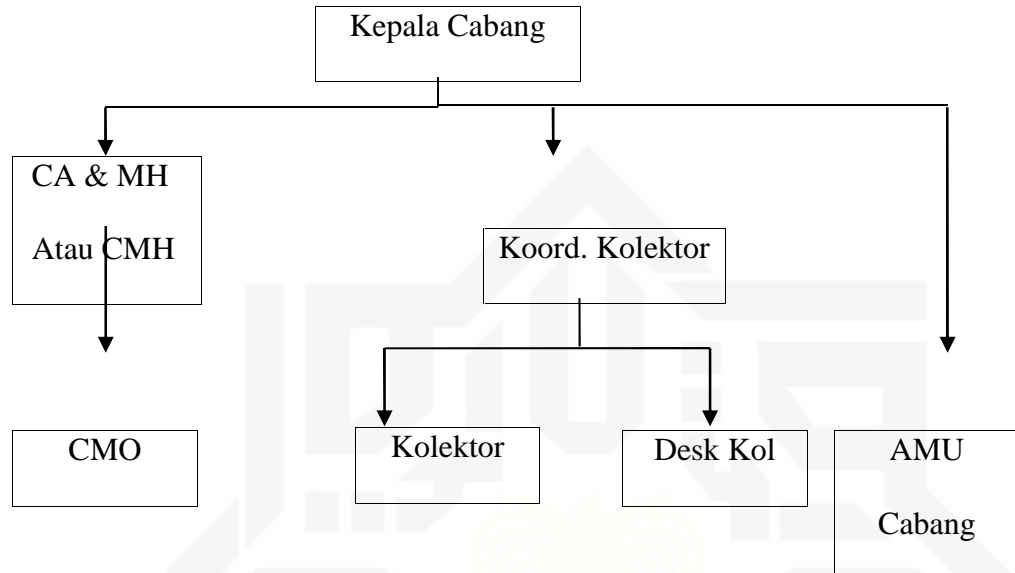 Kepala Cabang
CA & MH
Atau CMH
Koord. Kolektor
CMO
Kolektor
Desk Kol
AMU
Cabang